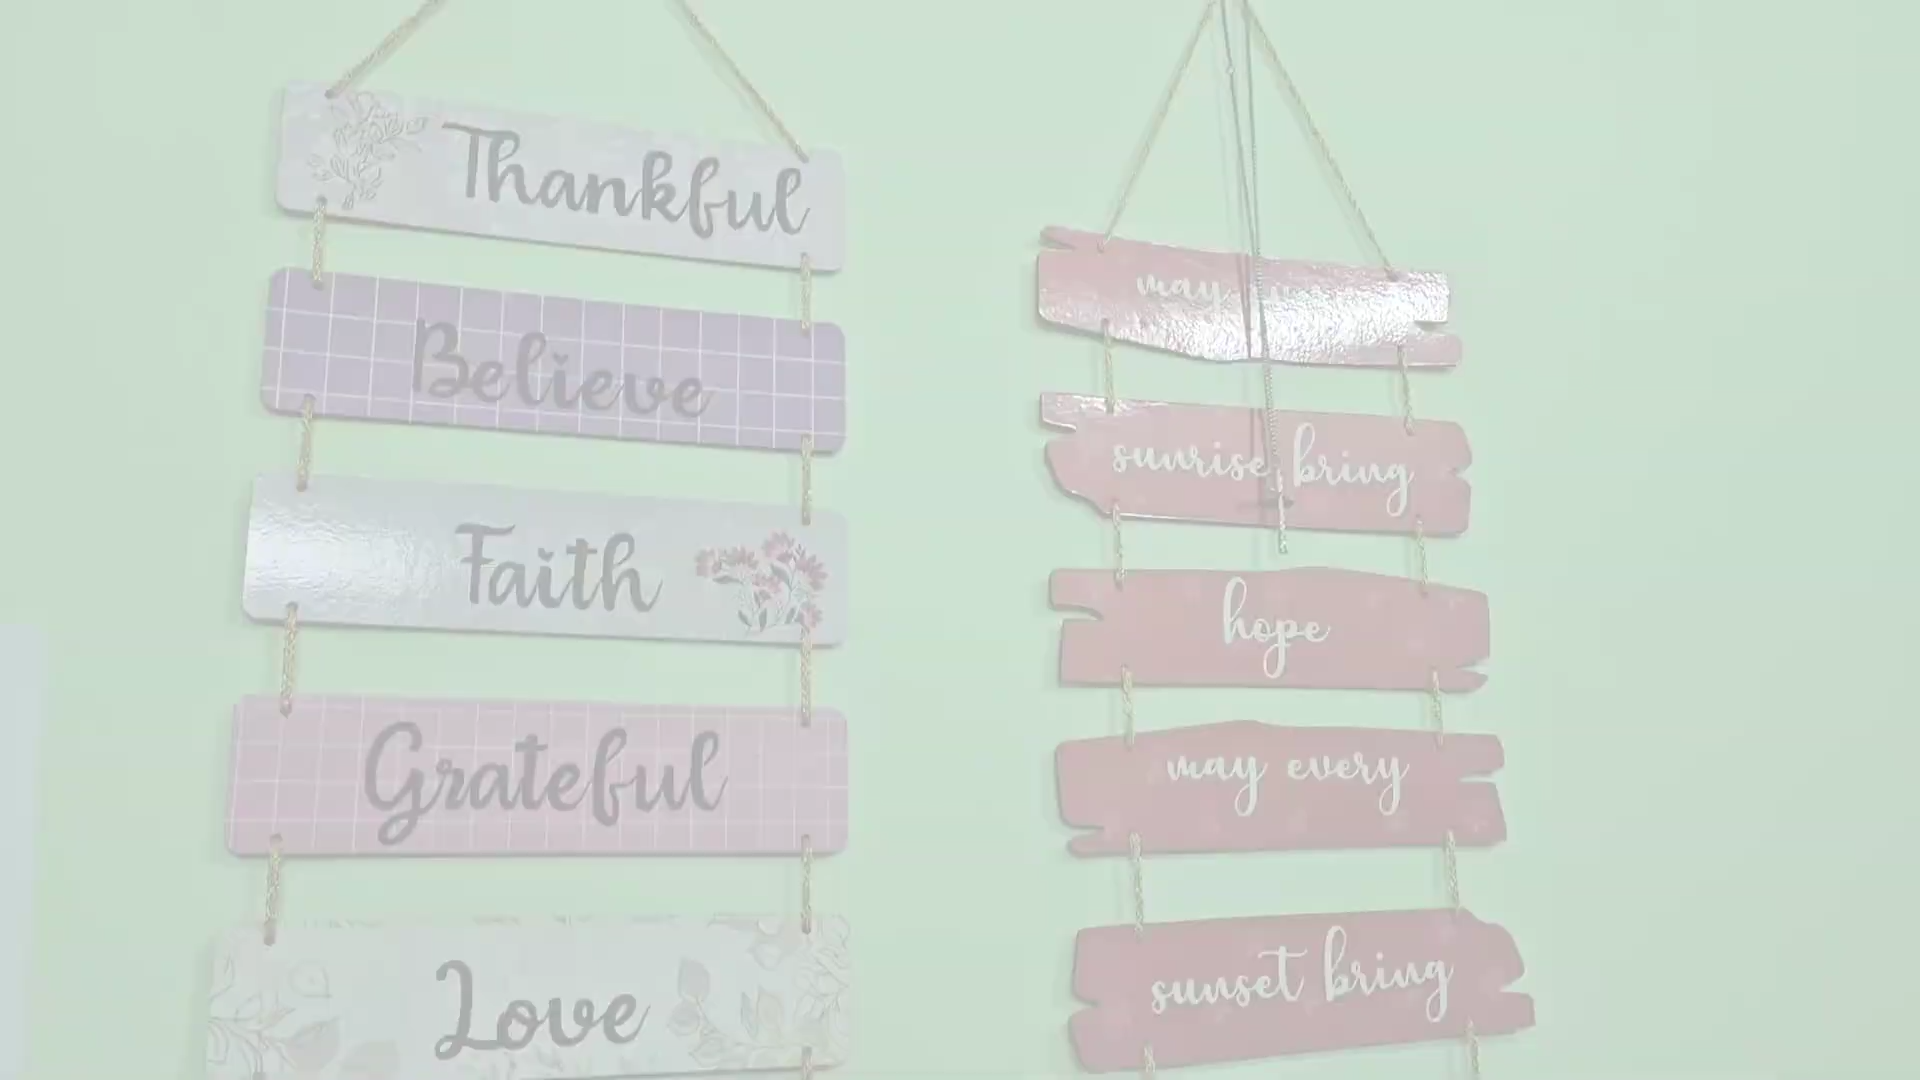 Thankful
Believe
Faith
Grateful
Love
may
sunrise bring
hope
may every
sunset bring